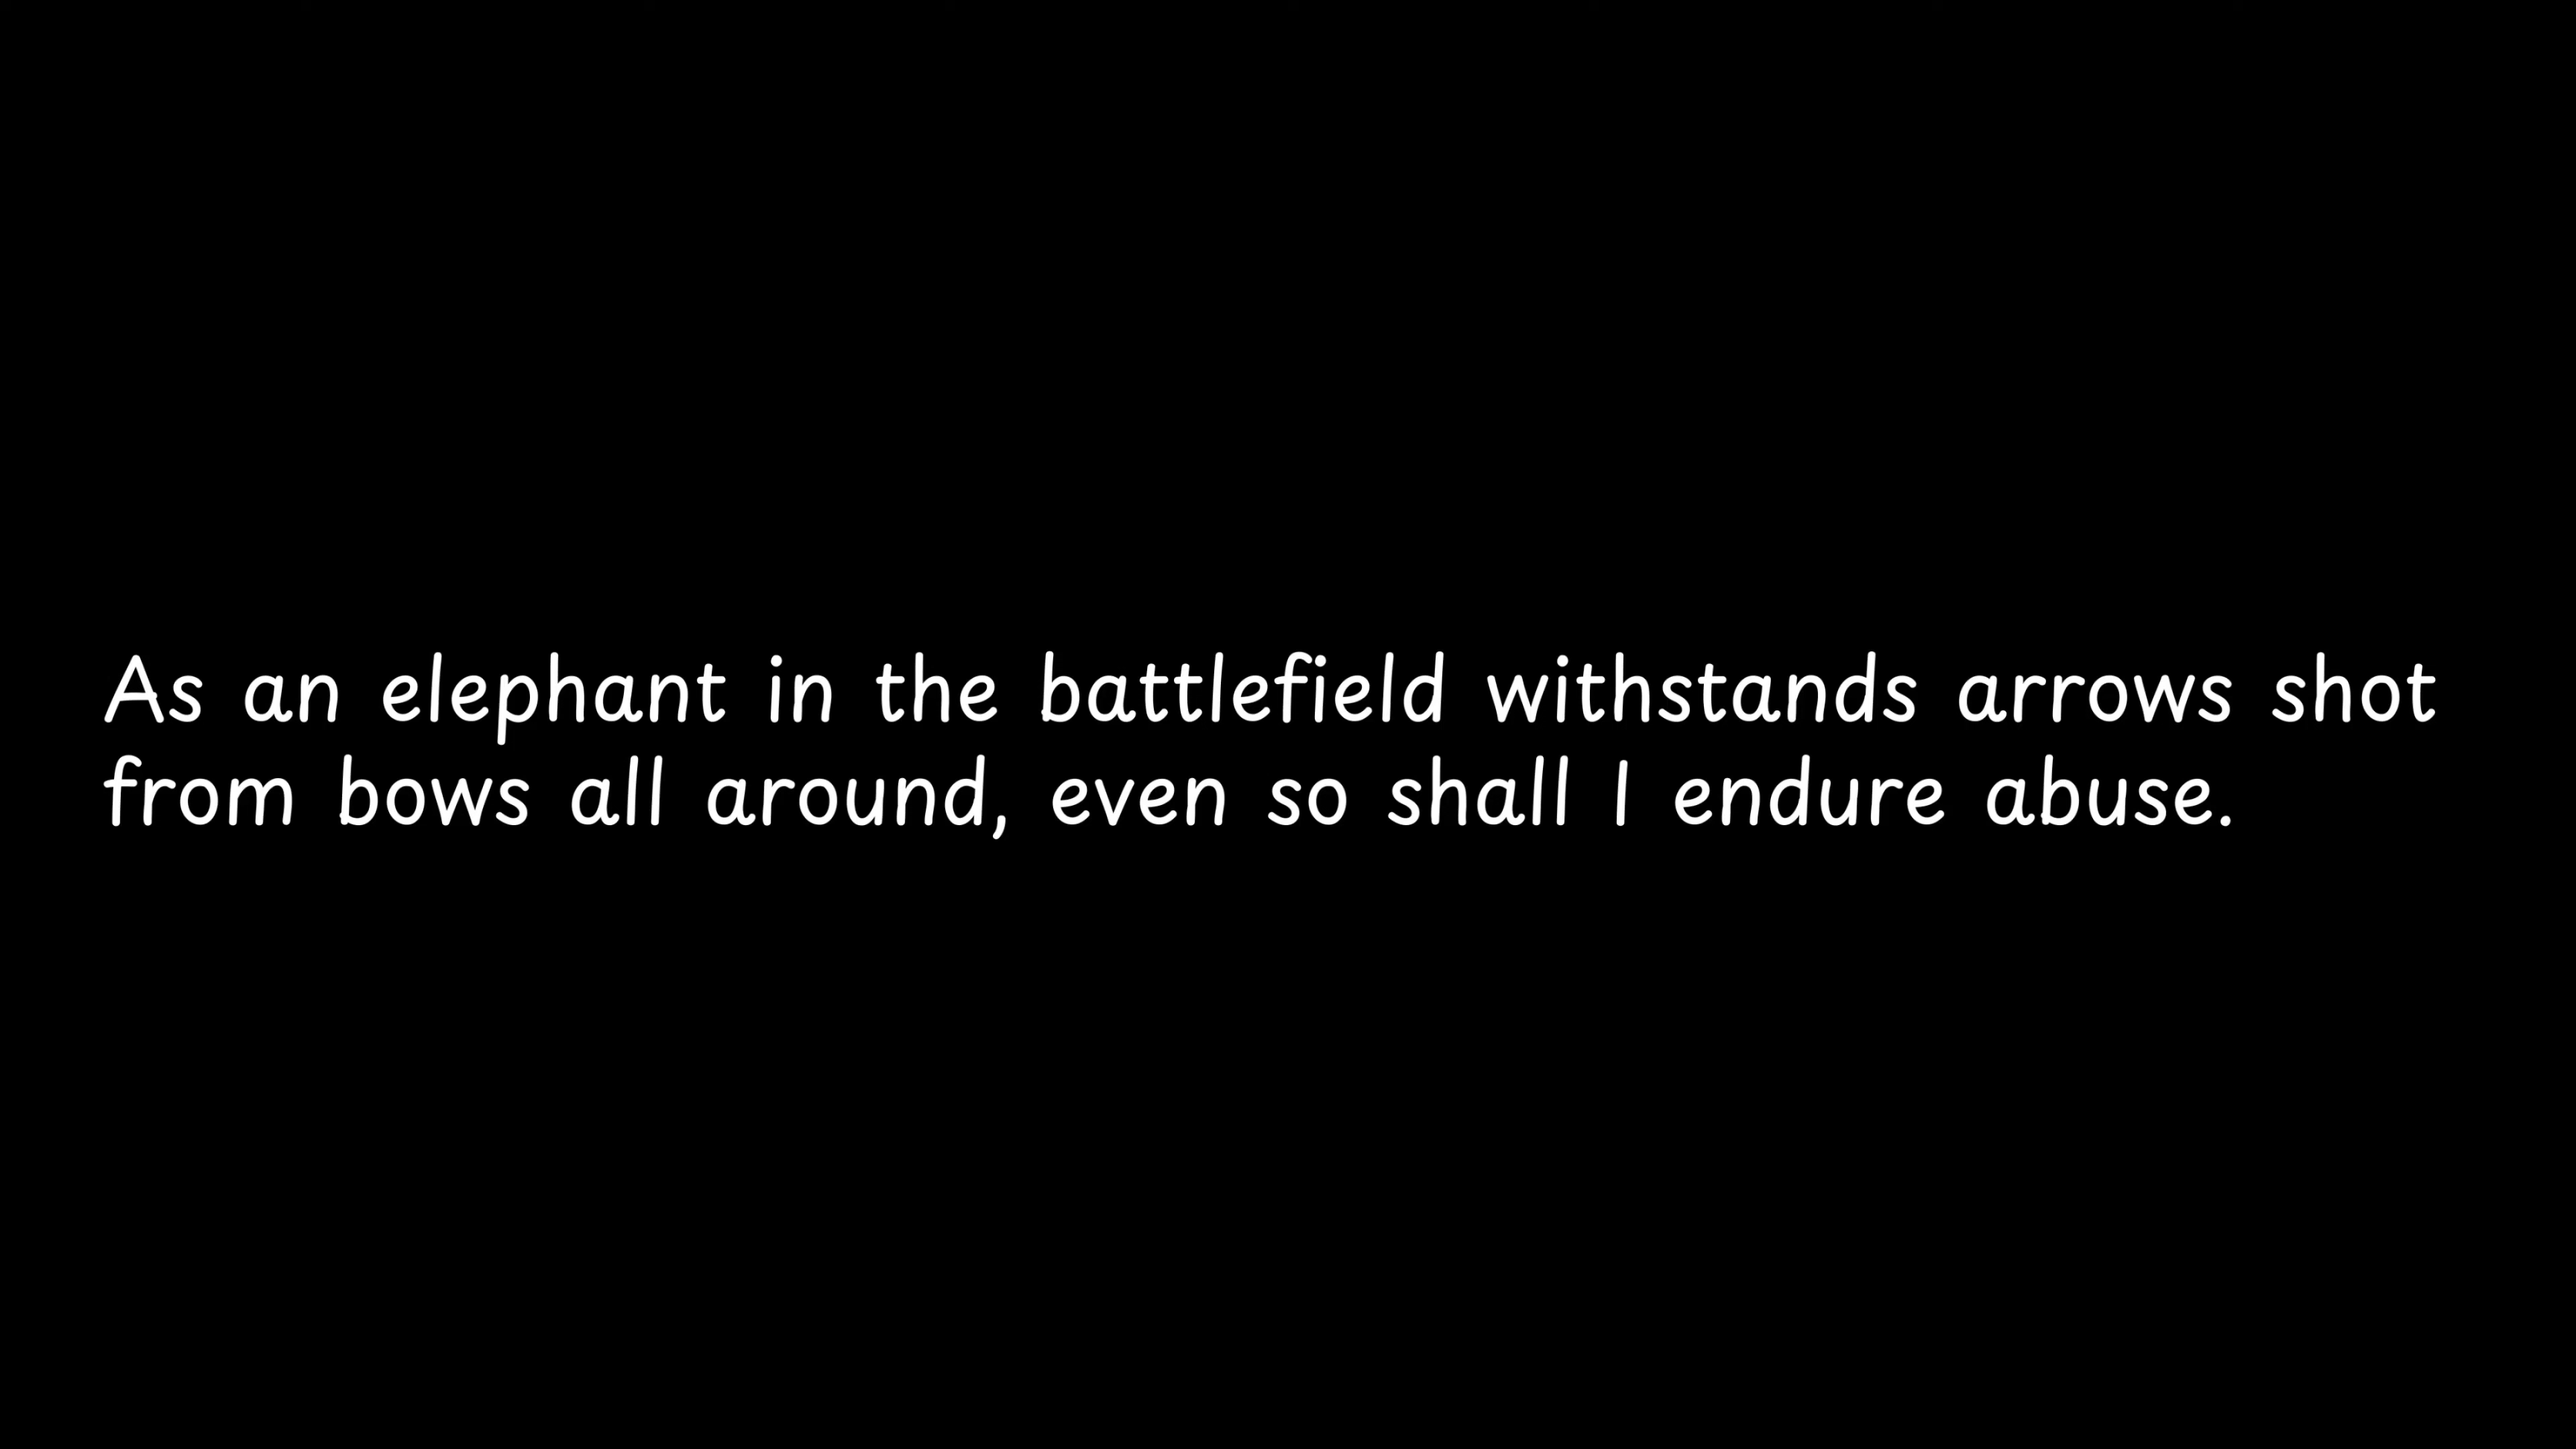 As an elephant in the battlefield withstands arrows shot
from bows all around, even so shall I endure abuse.